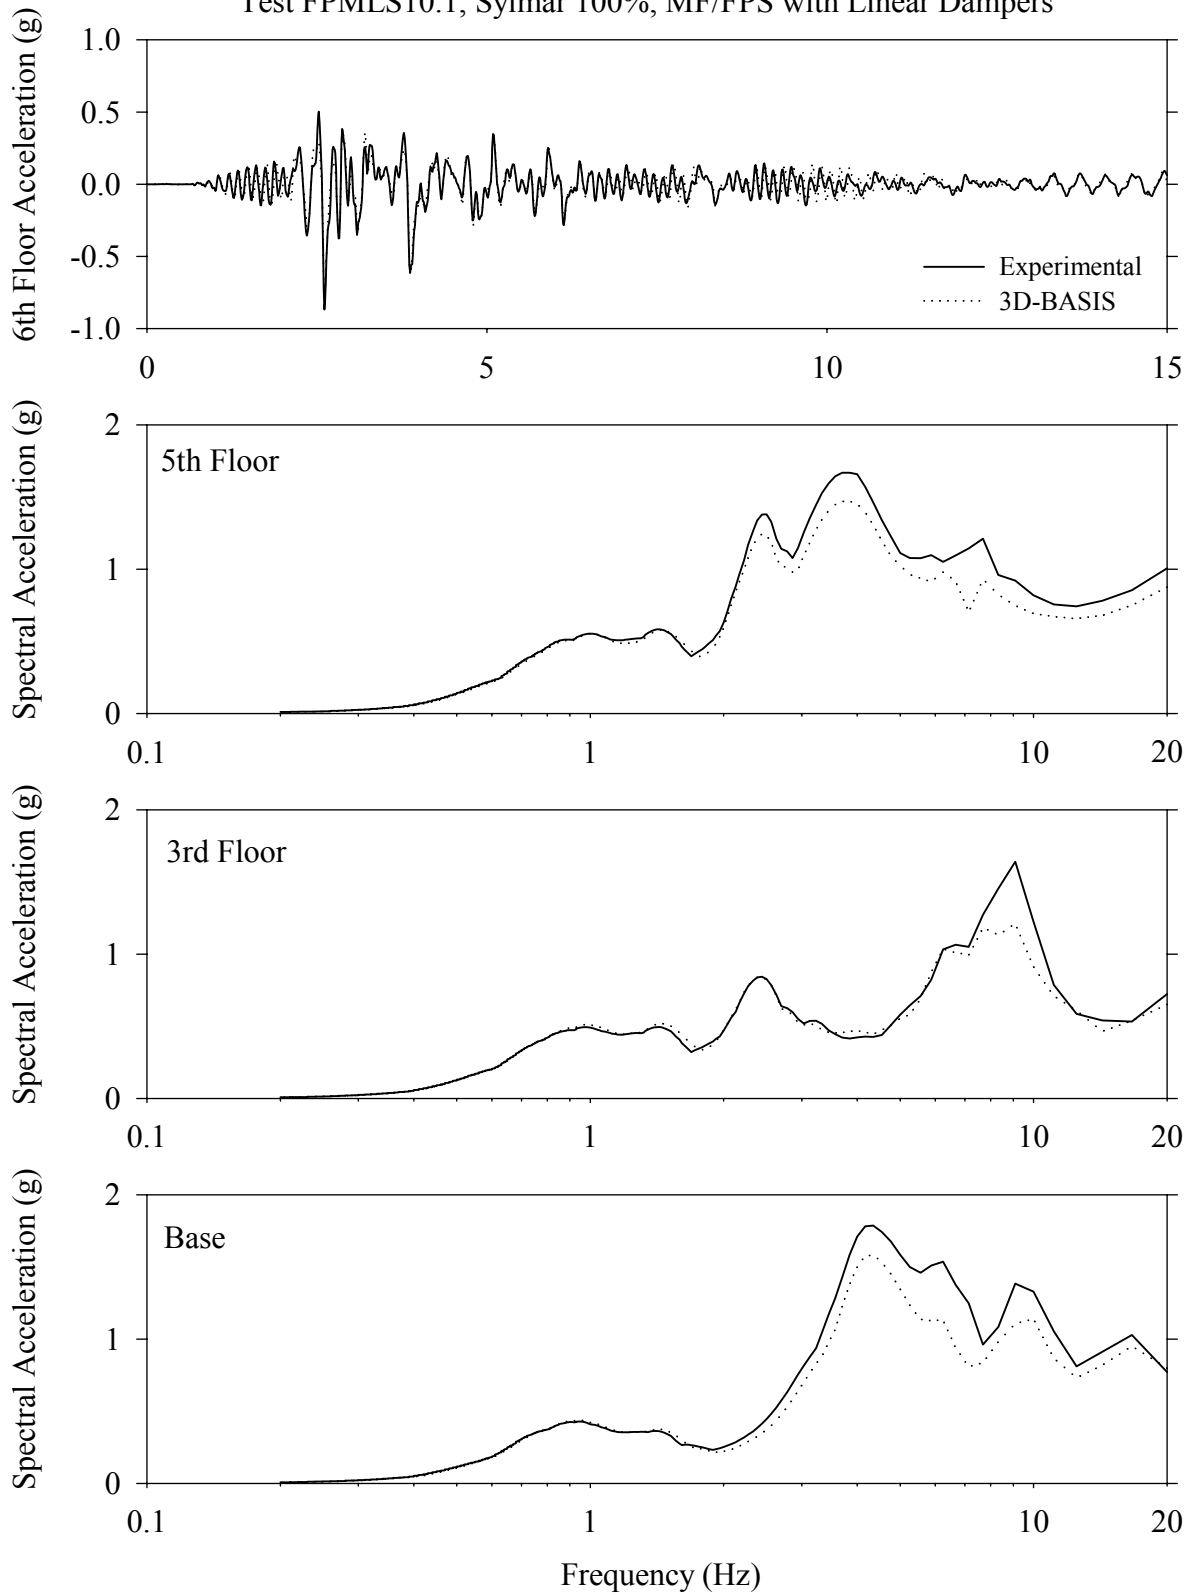 Test FPMLS10.1, Sylmar 100%, MF/FPS with Linear Dampers
6th Floor Acceleration (g)
1.0
0.5
0.0
-0.5
-1.0
Experimental
3D-BASIS
0 5 10 15
Spectral Acceleration (g)
2
5th Floor
1
0
0.1 1 10 20
Spectral Acceleration (g)
2
3rd Floor
1
0
0.1 1 10 20
Spectral Acceleration (g)
2
Base
1
0
0.1 1 10 20
Frequency (Hz)